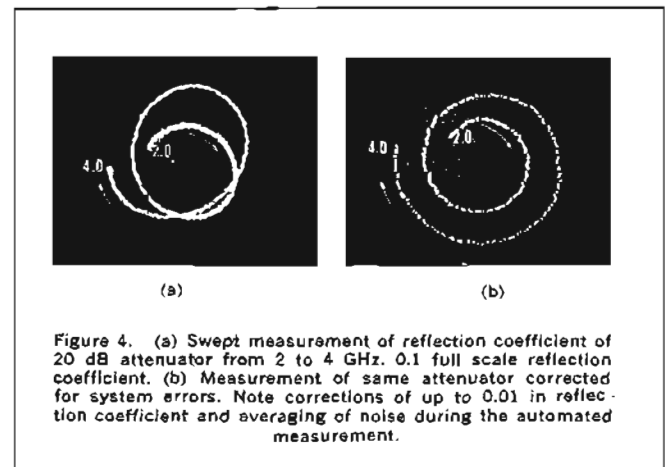 2.0
4.0
2.0
4.0
(a)
(b)
Figure 4. (a) Swept measurement of reflection coefficient of
20 dB attenuator from 2 to 4 GHz. 0.1 full scale reflection
coefficient. (b) Measurement of same attenuator corrected
for system errors. Note corrections of up to 0.01 in reflec-
tion coefficient and averaging of noise during the automated
measurement.